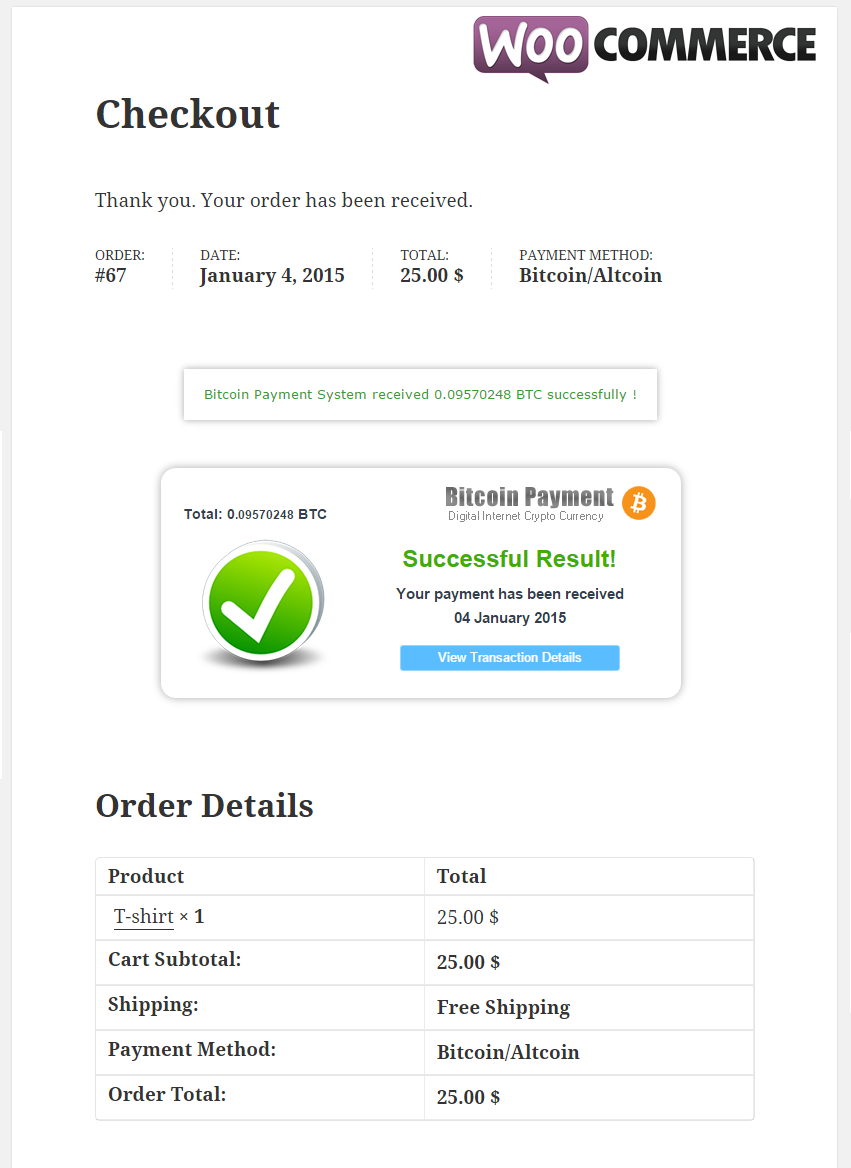 WOO COMMERCE
Checkout
Thank you. Your order has been received.
ORDER: DATE: TOTAL: PAYMENT METHOD:
#67 January 4, 2015 25.00 $ Bitcoin/Altcoin
Bitcoin Payment System received 0.09570248 BTC successfully !
Bitcoin Payment
Total: 0.09570248 BTC
Digital Internet Crypto Currency
Successful Result!
Your payment has been received
04 January 2015
View Transaction Details
Order Details
Product Total
T-shirt × 1 25.00 $
Cart Subtotal: 25.00 $
Shipping: Free Shipping
Payment Method: Bitcoin/Altcoin
Order Total: 25.00 $